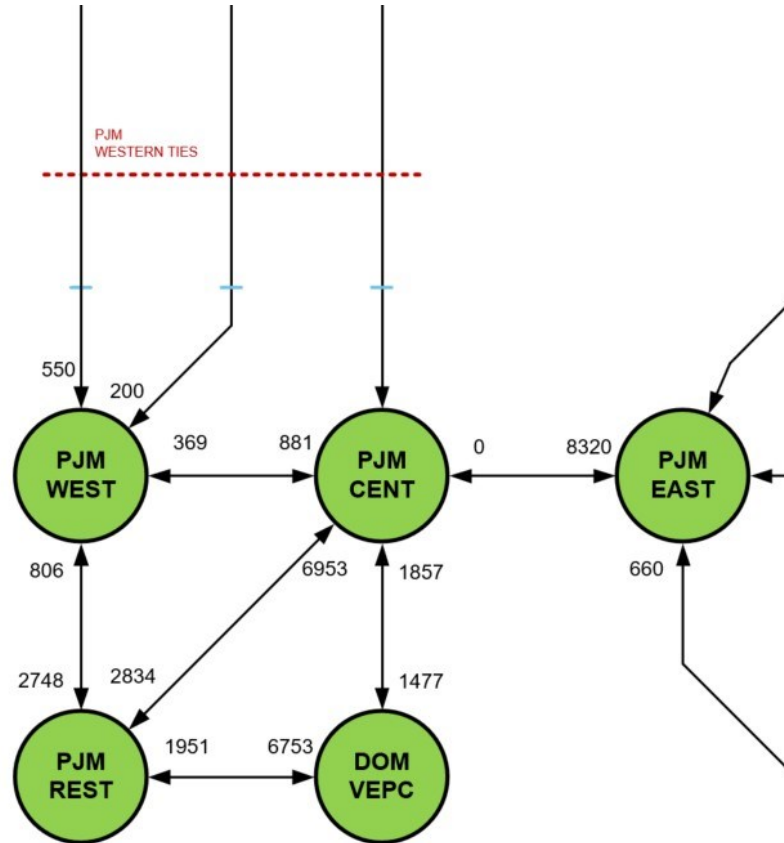 PJM
WESTERN TIES
550
200
369
881
0
8320
PJM
WEST
PJM
CENT
PJM
EAST
806
6953
1857
660
2748
2834
1477
1951
6753
PJM
REST
DOM
VEPC